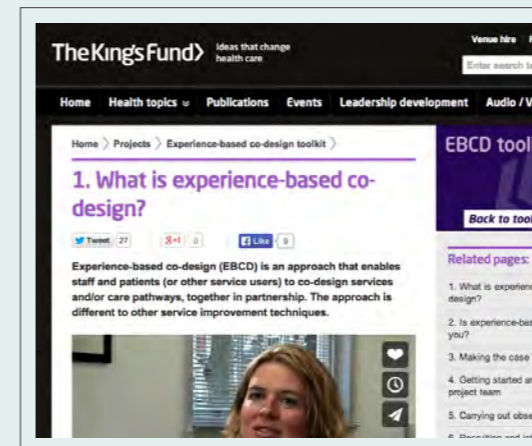 TheKingsFund>
Ideas that change
health care
Venue hire
Enter search
Home Health topics Publications Events Leadership development Audio / V
Home > Projects > Experience-based co-design toolkit >
EBCD tool
1. What is experience-based co-
design?
Back to tool
Tweet 27 g+1 0 Like 9
Experience-based co-design (EBCD) is an approach that enables
staff and patients (or other service users) to co-design services
and/or care pathways, together in partnership. The approach is
different to other service improvement techniques.
Related pages:
1. What is experien
design?
2. Is experience-bas
you?
3. Making the case
4. Getting started a
project team
5. Carrying out obse